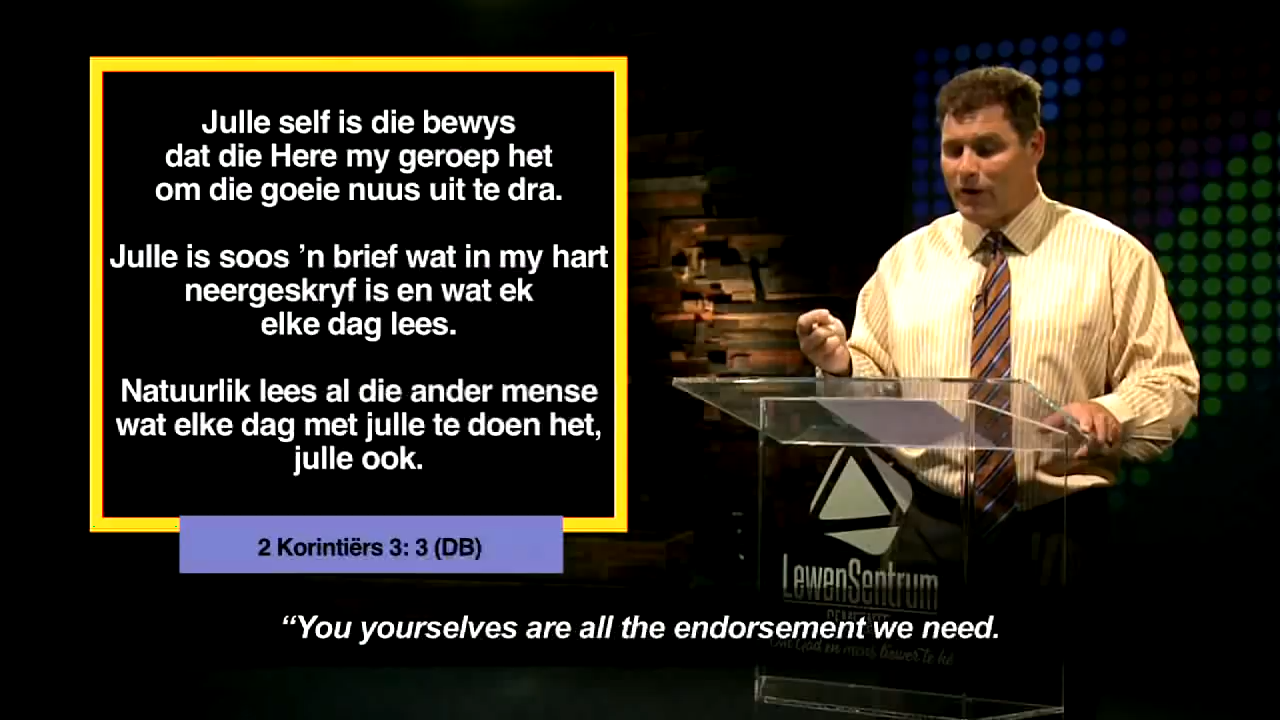 Julle self is die bewys
dat die Here my geroep het
om die goeie nuus uit te dra.
Julle is soos ’n brief wat in my hart
neergeskryf is en wat ek
elke dag lees.
Natuurlik lees al die ander mense
wat elke dag met julle te doen het,
julle ook.
2 Korintiërs 3: 3 (DB)
LewenSentrum
“You yourselves are all the endorsement we need.